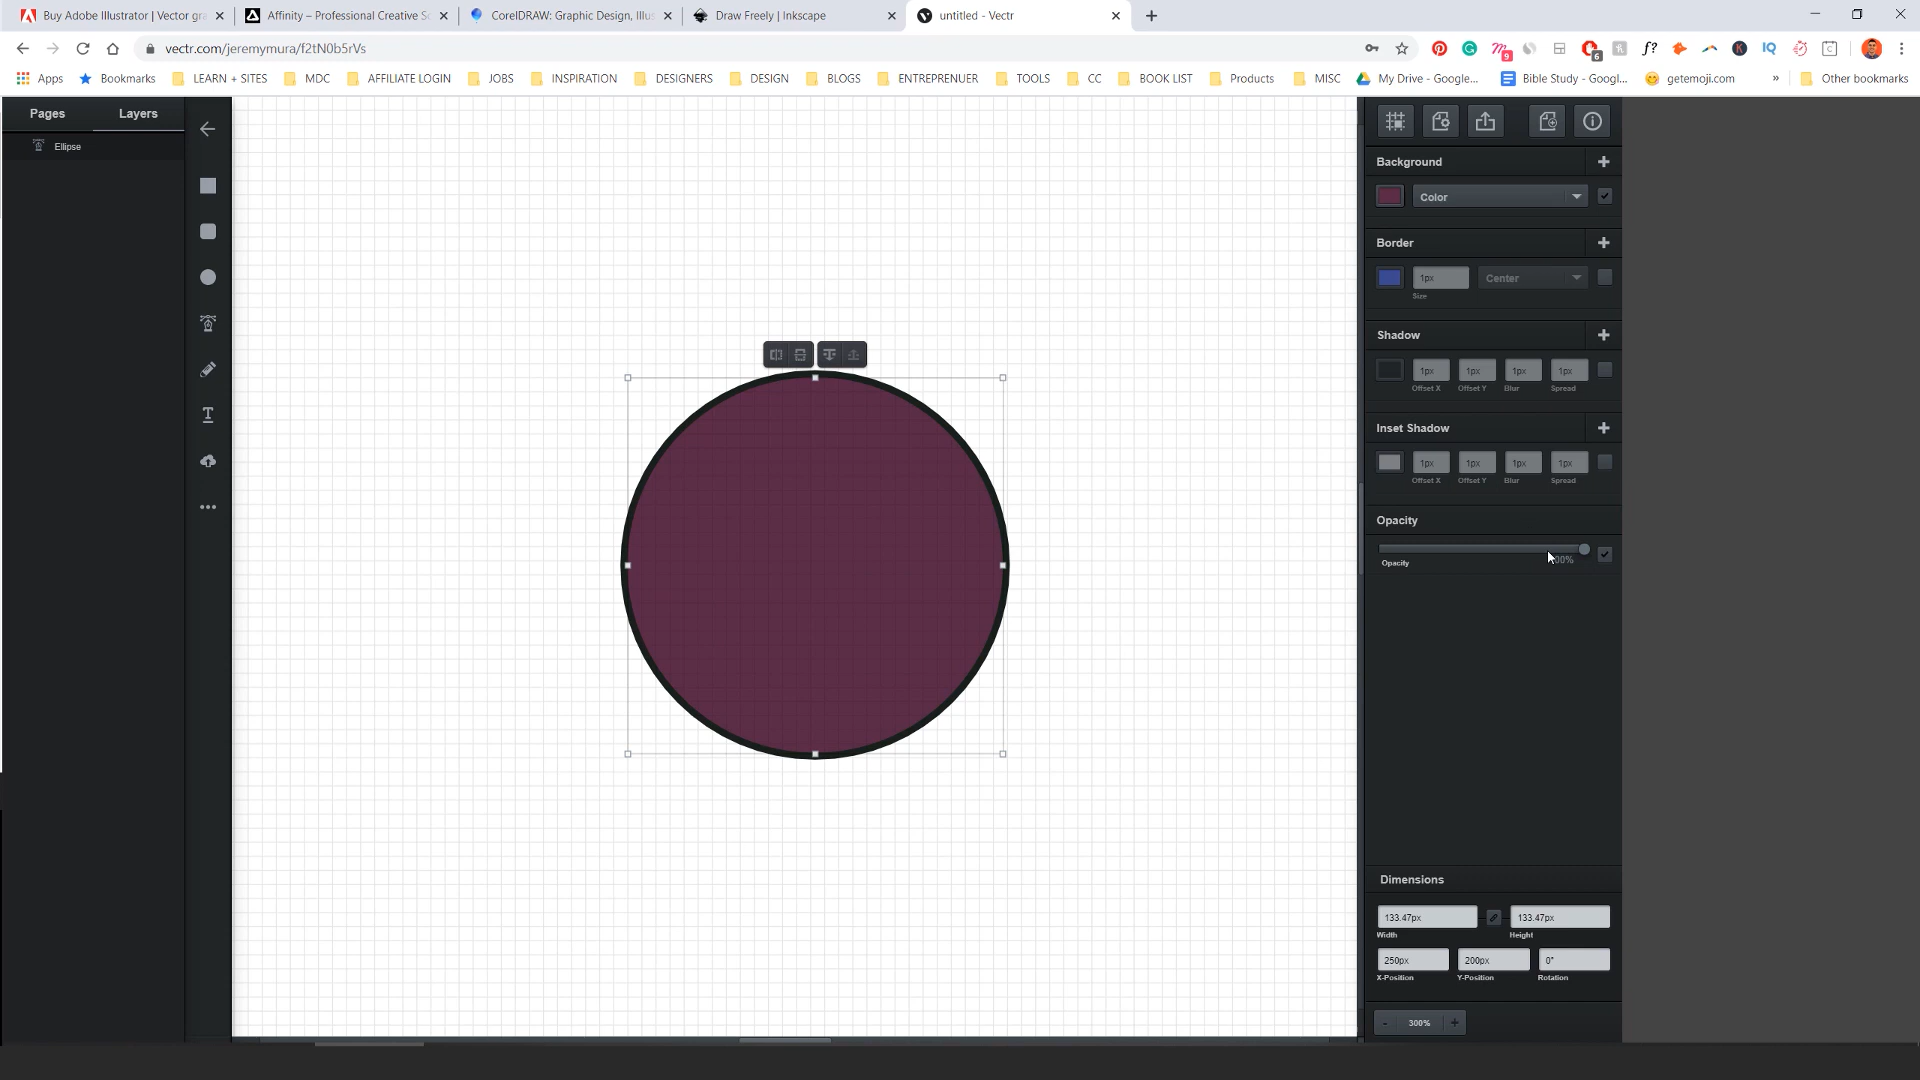 Buy Adobe Illustrator | Vector gra
Affinity – Professional Creative So
CorelDRAW: Graphic Design, Illus
Draw Freely | Inkscape
untitled - Vectr
vectr.com/jeremymura/f2tN0b5rVs
Apps
Bookmarks
LEARN + SITES
MDC
AFFILIATE LOGIN
JOBS
INSPIRATION
DESIGNERS
DESIGN
BLOGS
ENTREPRENUER
TOOLS
CC
BOOK LIST
Products
MISC
My Drive - Google...
Bible Study - Googl...
getemoji.com
»
Other bookmarks
Pages
Layers
Ellipse
Background
Color
Border
1px
Center
Size
Shadow
1px 1px 1px 1px
Offset X Offset Y Blur Spread
Inset Shadow
1px 1px 1px 1px
Offset X Offset Y Blur Spread
Opacity
Opacity
Dimensions
133.47px 133.47px
Width Height
250px 200px 0°
X-Position Y-Position Rotation
- 300% +